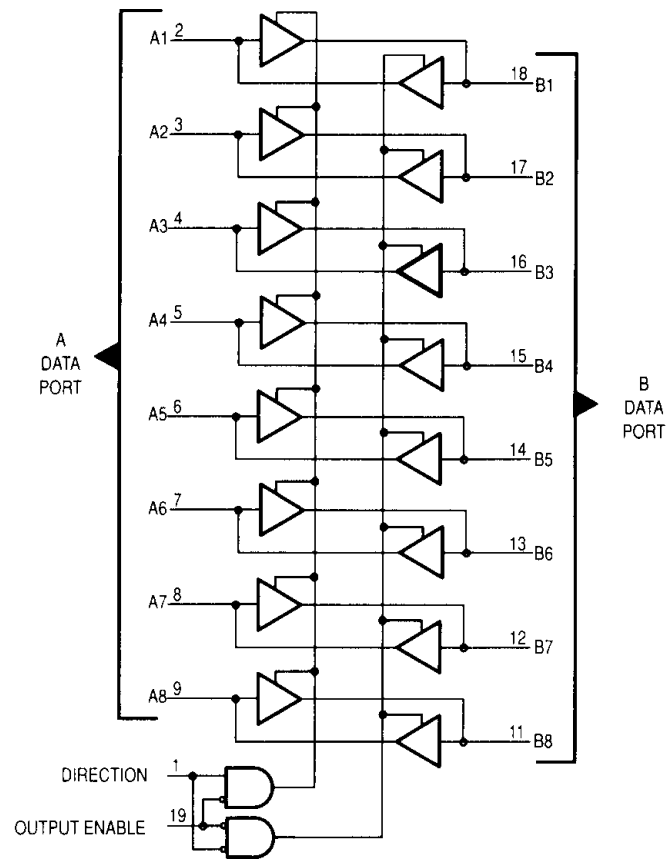 A1 2
18 B1
A2 3
17 B2
A3 4
16 B3
A4 5
15 B4
A
DATA
PORT
B
DATA
PORT
A5 6
14 B5
A6 7
13 B6
A7 8
12 B7
A8 9
11 B8
DIRECTION 1
OUTPUT ENABLE 19